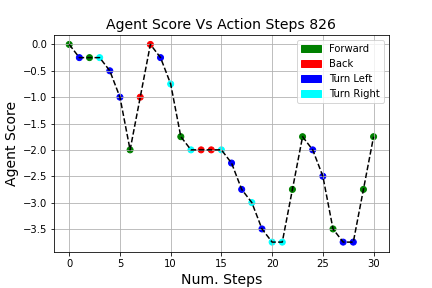 Agent Score Vs Action Steps 826
Forward
Back
Turn Left
Turn Right
0.0
−0.5
−1.0
−1.5
−2.0
−2.5
−3.0
−3.5
Agent Score
0 5 10 15 20 25 30
Num. Steps